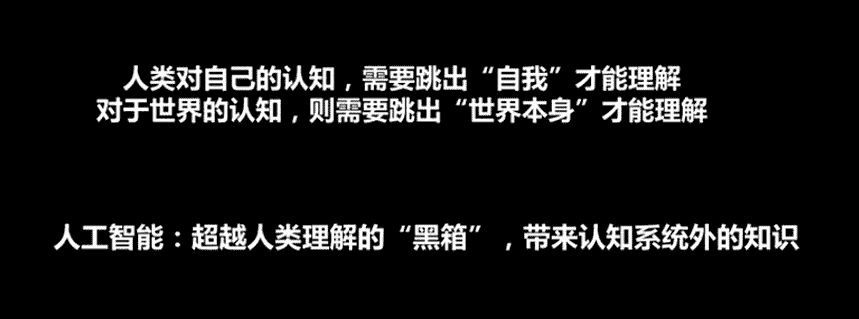 人类对自己的认知，需要跳出“自我”才能理解
对于世界的认知，则需要跳出“世界本身”才能理解
人工智能：超越人类理解的“黑箱”，带来认知系统外的知识